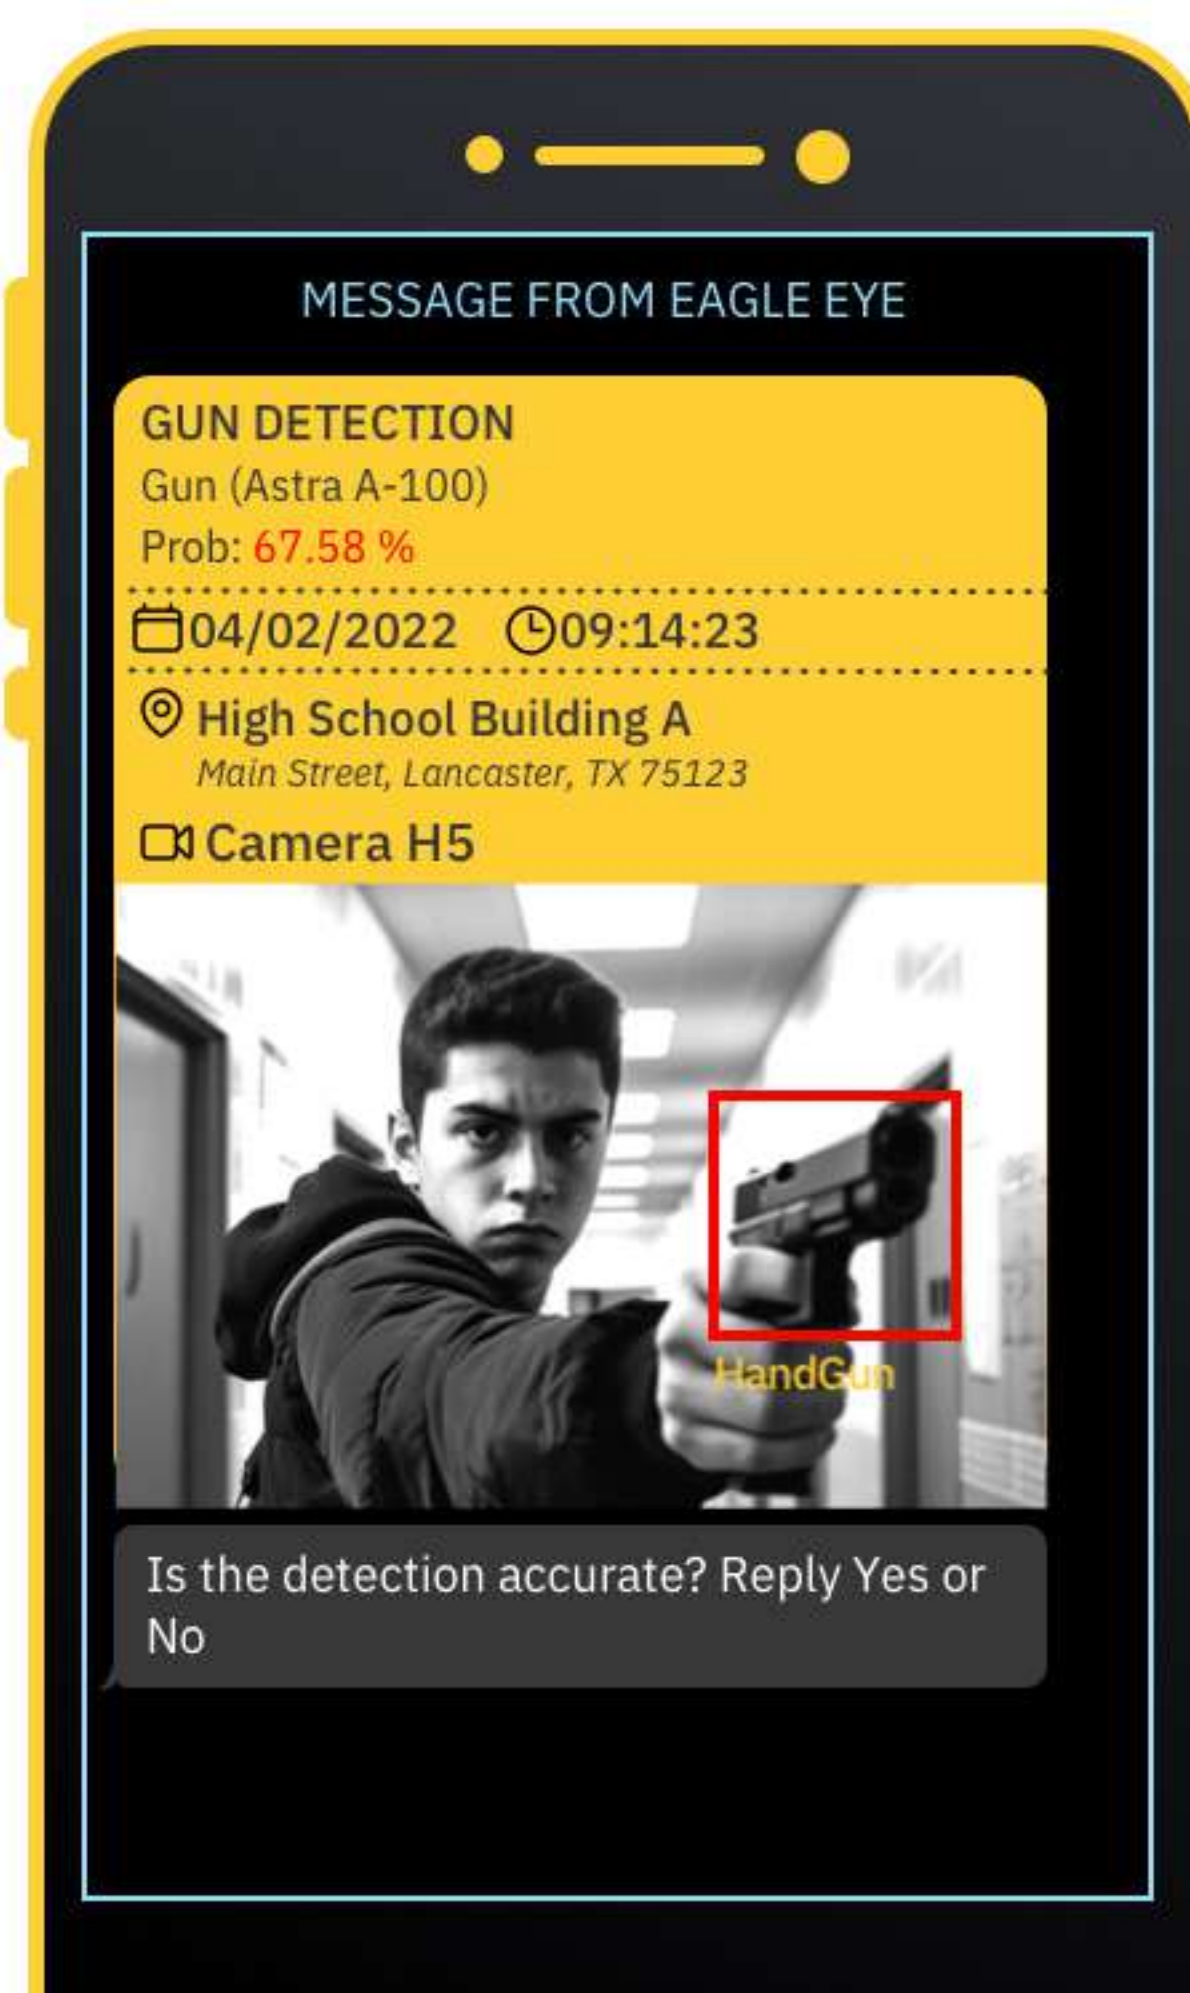 MESSAGE FROM EAGLE EYE
GUN DETECTION
Gun (Astra A-100)
Prob: 67.58 %
04/02/2022 09:14:23
High School Building A
Main Street, Lancaster, TX 75123
Camera H5
HandGun
Is the detection accurate? Reply Yes or
No